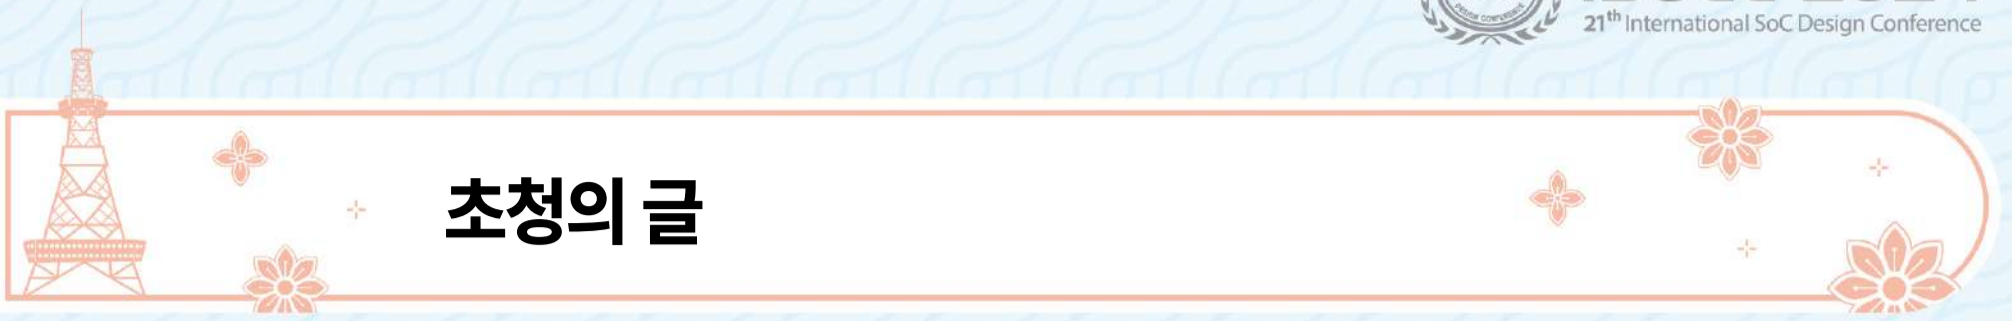 21th International SoC Design Conference
초청의 글